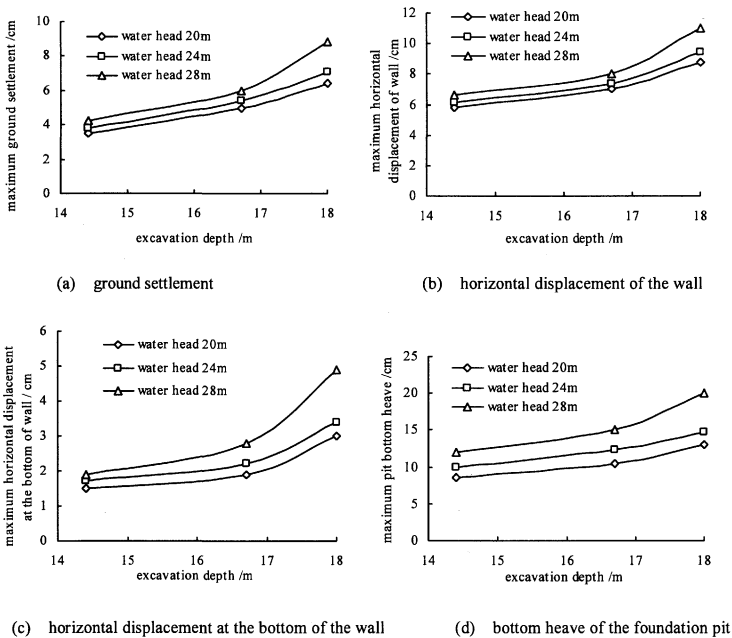 maximum ground settlement /cm
10
8
6
4
2
0
water head 20m
water head 24m
water head 28m
14 15 16 17 18
excavation depth /m
(a) ground settlement
maximum horizontal
displacement of wall /cm
12
10
8
6
4
2
0
water head 20m
water head 24m
water head 28m
14 15 16 17 18
excavation depth /m
(b) horizontal displacement of the wall
maximum horizontal displacement
at the bottom of wall / cm
6
5
4
3
2
1
0
water head 20m
water head 24m
water head 28m
14 15 16 17 18
excavation depth /m
(c) horizontal displacement at the bottom of the wall
maximum pit bottom heave /cm
25
20
15
10
5
0
water head 20m
water head 24m
water head 28m
14 15 16 17 18
excavation depth /m
(d) bottom heave of the foundation pit